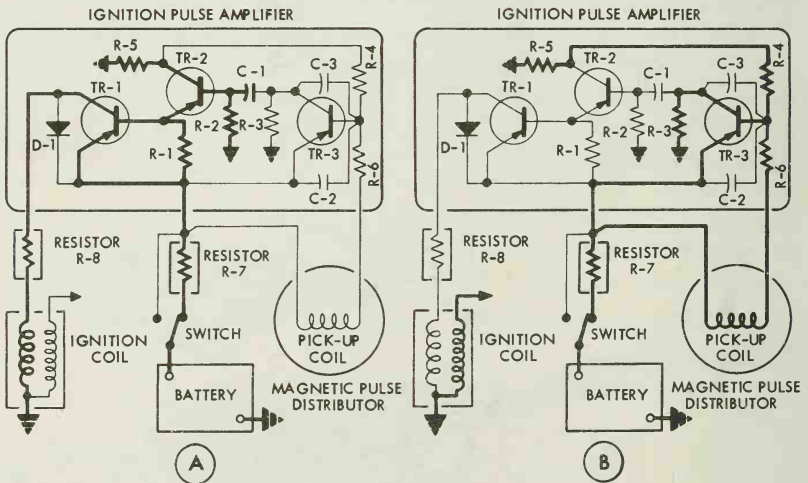 IGNITION PULSE AMPLIFIER
R-5
TR-2
TR-1
C-1
C-3
R-4
D-1
R-2
R-3
R-1
TR-3
R-6
C-2
RESISTOR
R-8
RESISTOR
R-7
IGNITION
COIL
SWITCH
PICK-UP
COIL
BATTERY
MAGNETIC PULSE
DISTRIBUTOR
A
IGNITION PULSE AMPLIFIER
R-5
TR-2
TR-1
C-1
C-3
R-4
D-1
R-2
R-3
R-1
TR-3
R-6
C-2
RESISTOR
R-8
RESISTOR
R-7
IGNITION
COIL
SWITCH
PICK-UP
COIL
BATTERY
MAGNETIC PULSE
DISTRIBUTOR
B